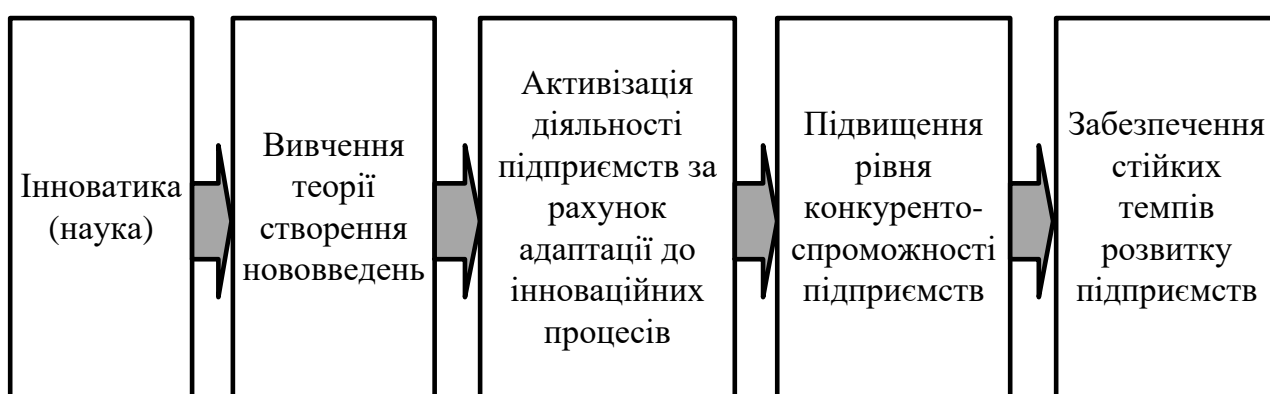 Інноватика
(наука)
Вивчення
теорії
створення
нововведень
Активізація
діяльності
підприємств за
рахунок
адаптації до
інноваційних
процесів
Підвищення
рівня
конкуренто-
спроможності
підприємств
Забезпечення
стійких
темпів
розвитку
підприємств